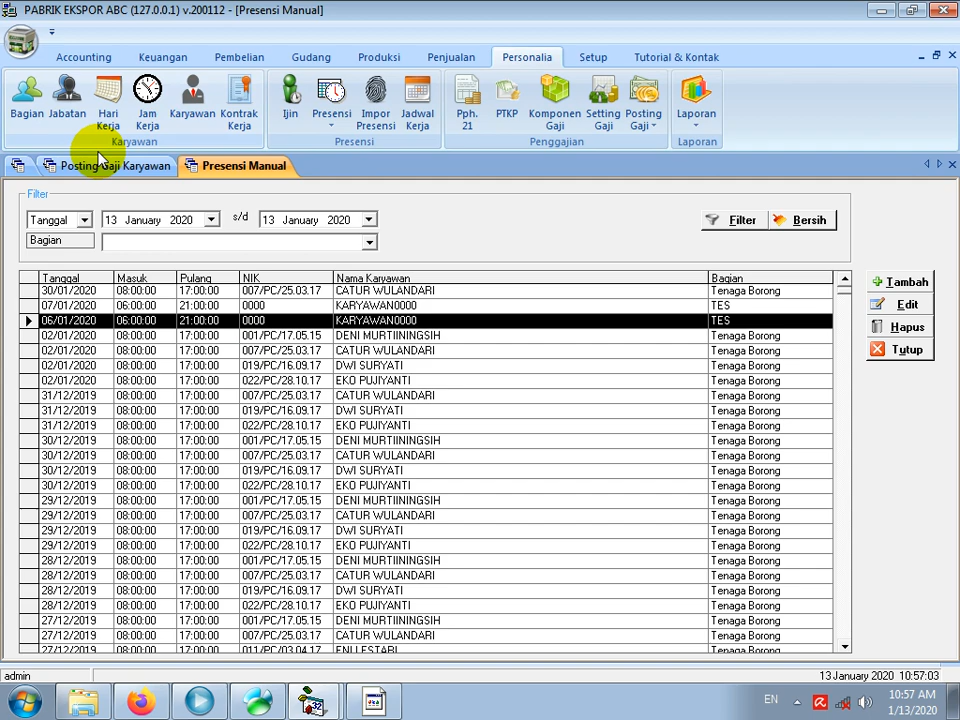 PABRIK EKSPOR ABC (127.0.0.1) v.200112 - [Presensi Manual]
Accounting Keuangan Pembelian Gudang Produksi Penjualan Personalia Setup Tutorial & Kontak
Bagian Jabatan Hari Kerja Jam Kerja Karyawan Kontrak Kerja Ijin Presensi Impor Presensi Jadwal Kerja Pph. 21 PTKP Komponen Gaji Setting Gaji Posting Gaji Laporan
Karyawan Presensi Penggajian Laporan
Posting Gaji Karyawan Presensi Manual
Filter
Tanggal 13 January 2020 s/d 13 January 2020 Filter Bersih
Bagian
Tanggal Masuk Pulang NIK Nama Karyawan Bagian
30/01/2020 08:00:00 17:00:00 007/PC/25.03.17 CATUR WULANDARI Tenaga Borong
07/01/2020 06:00:00 21:00:00 0000 KARYAWAN0000 TES
06/01/2020 06:00:00 21:00:00 0000 KARYAWAN0000 TES
02/01/2020 08:00:00 17:00:00 001/PC/17.05.15 DENI MURTIININGSIH Tenaga Borong
02/01/2020 08:00:00 17:00:00 007/PC/25.03.17 CATUR WULANDARI Tenaga Borong
02/01/2020 08:00:00 17:00:00 019/PC/16.09.17 DWI SURYATI Tenaga Borong
02/01/2020 08:00:00 17:00:00 022/PC/28.10.17 EKO PUJIYANTI Tenaga Borong
31/12/2019 08:00:00 17:00:00 007/PC/25.03.17 CATUR WULANDARI Tenaga Borong
31/12/2019 08:00:00 17:00:00 019/PC/16.09.17 DWI SURYATI Tenaga Borong
31/12/2019 08:00:00 17:00:00 022/PC/28.10.17 EKO PUJIYANTI Tenaga Borong
30/12/2019 08:00:00 17:00:00 001/PC/17.05.15 DENI MURTIININGSIH Tenaga Borong
30/12/2019 08:00:00 17:00:00 007/PC/25.03.17 CATUR WULANDARI Tenaga Borong
30/12/2019 08:00:00 17:00:00 019/PC/16.09.17 DWI SURYATI Tenaga Borong
30/12/2019 08:00:00 17:00:00 022/PC/28.10.17 EKO PUJIYANTI Tenaga Borong
29/12/2019 08:00:00 17:00:00 001/PC/17.05.15 DENI MURTIININGSIH Tenaga Borong
29/12/2019 08:00:00 17:00:00 007/PC/25.03.17 CATUR WULANDARI Tenaga Borong
29/12/2019 08:00:00 17:00:00 019/PC/16.09.17 DWI SURYATI Tenaga Borong
29/12/2019 08:00:00 17:00:00 022/PC/28.10.17 EKO PUJIYANTI Tenaga Borong
28/12/2019 08:00:00 17:00:00 001/PC/17.05.15 DENI MURTIININGSIH Tenaga Borong
28/12/2019 08:00:00 17:00:00 007/PC/25.03.17 CATUR WULANDARI Tenaga Borong
28/12/2019 08:00:00 17:00:00 019/PC/16.09.17 DWI SURYATI Tenaga Borong
28/12/2019 08:00:00 17:00:00 022/PC/28.10.17 EKO PUJIYANTI Tenaga Borong
27/12/2019 08:00:00 17:00:00 001/PC/17.05.15 DENI MURTIININGSIH Tenaga Borong
27/12/2019 08:00:00 17:00:00 007/PC/25.03.17 CATUR WULANDARI Tenaga Borong
27/12/2019 08:00:00 17:00:00 011/PC/03.04.17 ENI LESTARI Tenaga Borong
Tambah
Edit
Hapus
Tutup
admin 13 January 2020 10:57:03
EN 10:57 AM
1/13/2020